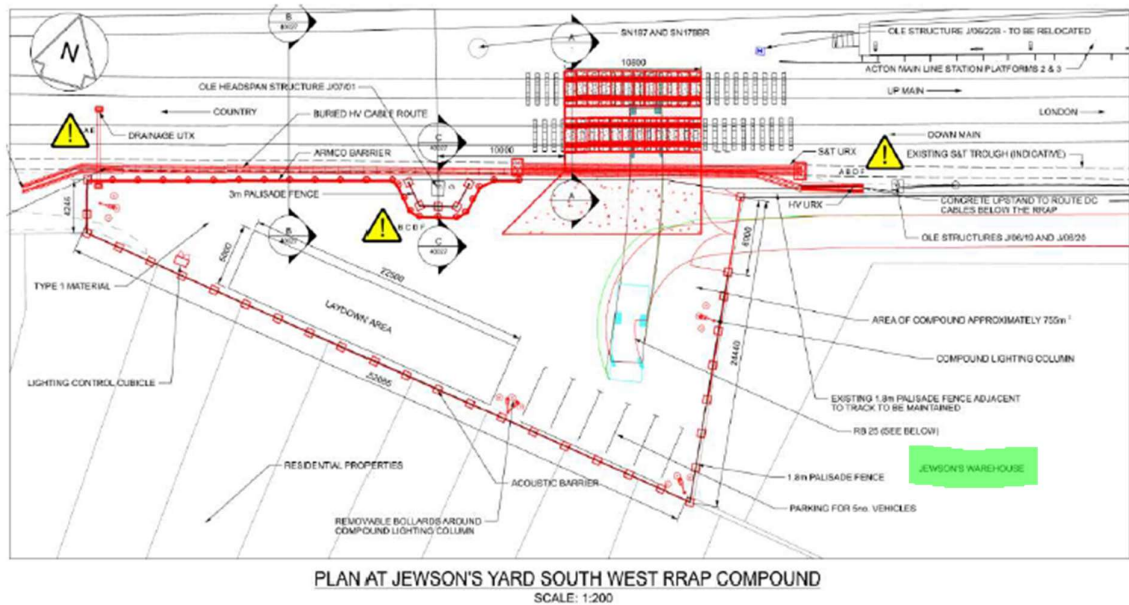 N
B
A
SN187 AND SN178BR
OLE STRUCTURE J/06/22B - TO BE RELOCATED
ACTON MAIN LINE STATION PLATFORMS 2 & 3
10800
OLE HEADSPAN STRUCTURE J/07/01
UP MAIN
COUNTRY
BURIED HV CABLE ROUTE
LONDON
DRAINAGE UTX
C
DOWN MAIN
ARMCO BARIRIER
10000
S&T URX
EXISTING S&T TROUGH (INDICATIVE)
3m PALISADE FENCE
A B D F
HV URX
CONCRETE UPSTAND TO ROUTE DC
CABLES BELOW THE RRAP
4246
A
B C D F
B
C
OLE STRUCTURES J/06/19 AND J/06/20
5000
22500
6000
TYPE 1 MATERIAL
LAYDOWN AREA
AREA OF COMPOUND APPROXIMATELY 755m²
24440
COMPOUND LIGHTING COLUMN
LIGHTING CONTROL CUBICLE
EXISTING 1.8m PALISADE FENCE ADJACENT
TO TRACK TO BE MAINTAINED
RB 25 (SEE BELOW)
RESIDENTIAL PROPERTIES
JEWSON'S WAREHOUSE
ACOUSTIC BARRIER
1.8m PALISADE FENCE
REMOVABLE BOLLARDS AROUND
COMPOUND LIGHTING COLUMN
PARKING FOR 5no. VEHICLES
PLAN AT JEWSON'S YARD SOUTH WEST RRAP COMPOUND
SCALE: 1:200